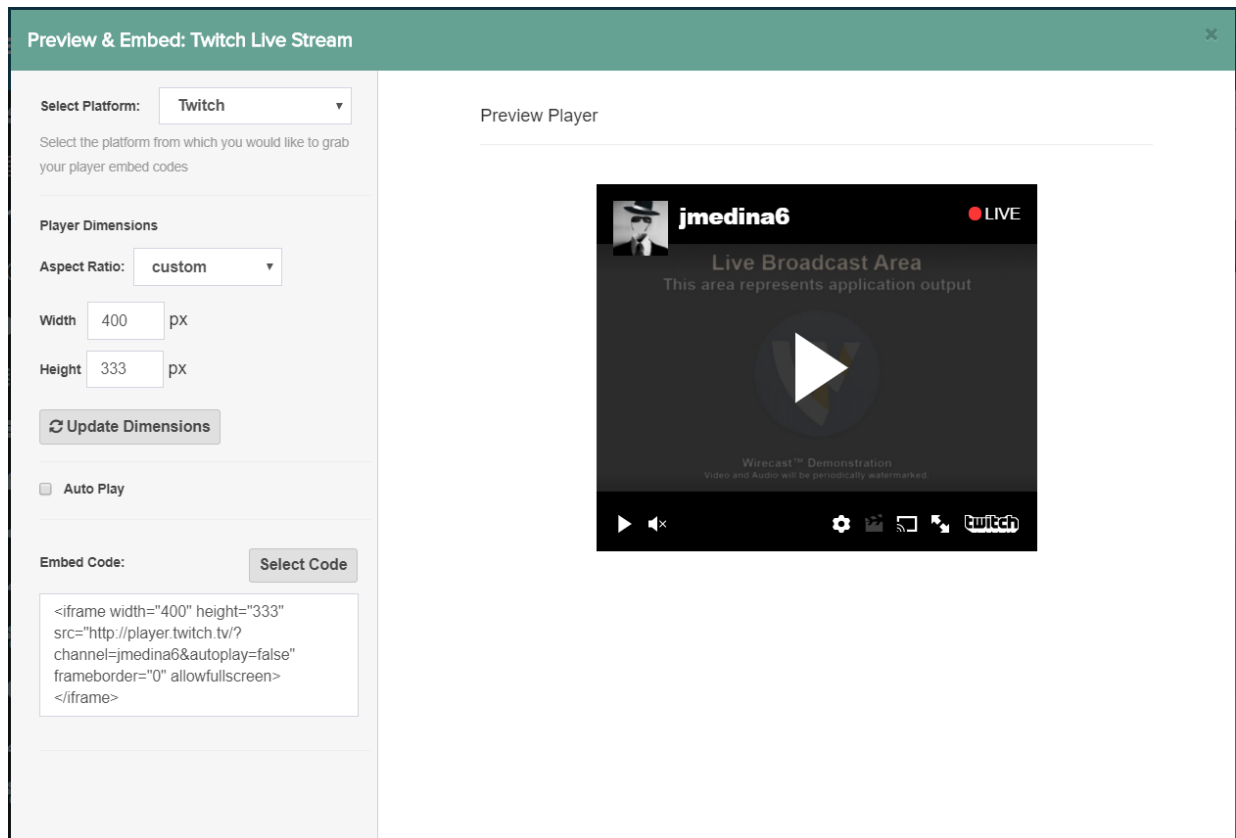 Preview & Embed: Twitch Live Stream
×
Select Platform:
Twitch
Select the platform from which you would like to grab
your player embed codes
Player Dimensions
Aspect Ratio:
custom
Width
400
px
Height
333
px
Update Dimensions
Auto Play
Embed Code:
Select Code
<iframe width="400" height="333"
src="http://player.twitch.tv/?
channel=jmedina6&autoplay=false"
frameborder="0" allowfullscreen>
</iframe>
Preview Player
jmedina6
LIVE
Live Broadcast Area
This area represents application output
Wirecast™ Demonstration
Video and Audio will be periodically watermarked.
twitch